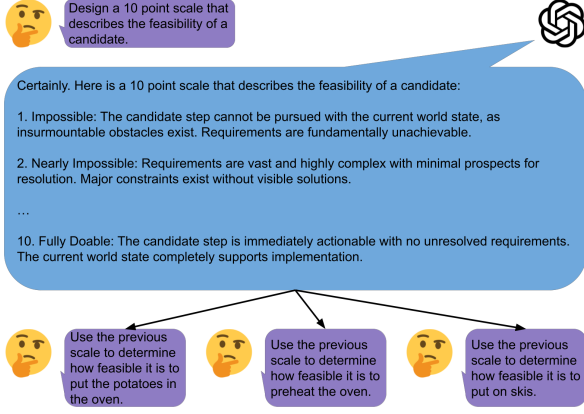 Design a 10 point scale that
describes the feasibility of a
candidate.
Certainly. Here is a 10 point scale that describes the feasibility of a candidate:
1. Impossible: The candidate step cannot be pursued with the current world state, as
insurmountable obstacles exist. Requirements are fundamentally unachievable.
2. Nearly Impossible: Requirements are vast and highly complex with minimal prospects for
resolution. Major constraints exist without visible solutions.
…
10. Fully Doable: The candidate step is immediately actionable with no unresolved requirements.
The current world state completely supports implementation.
Use the previous
scale to determine
how feasible it is to
put the potatoes in
the oven.
Use the previous
scale to determine
how feasible it is to
preheat the oven.
Use the previous
scale to determine
how feasible it is to
put on skis.